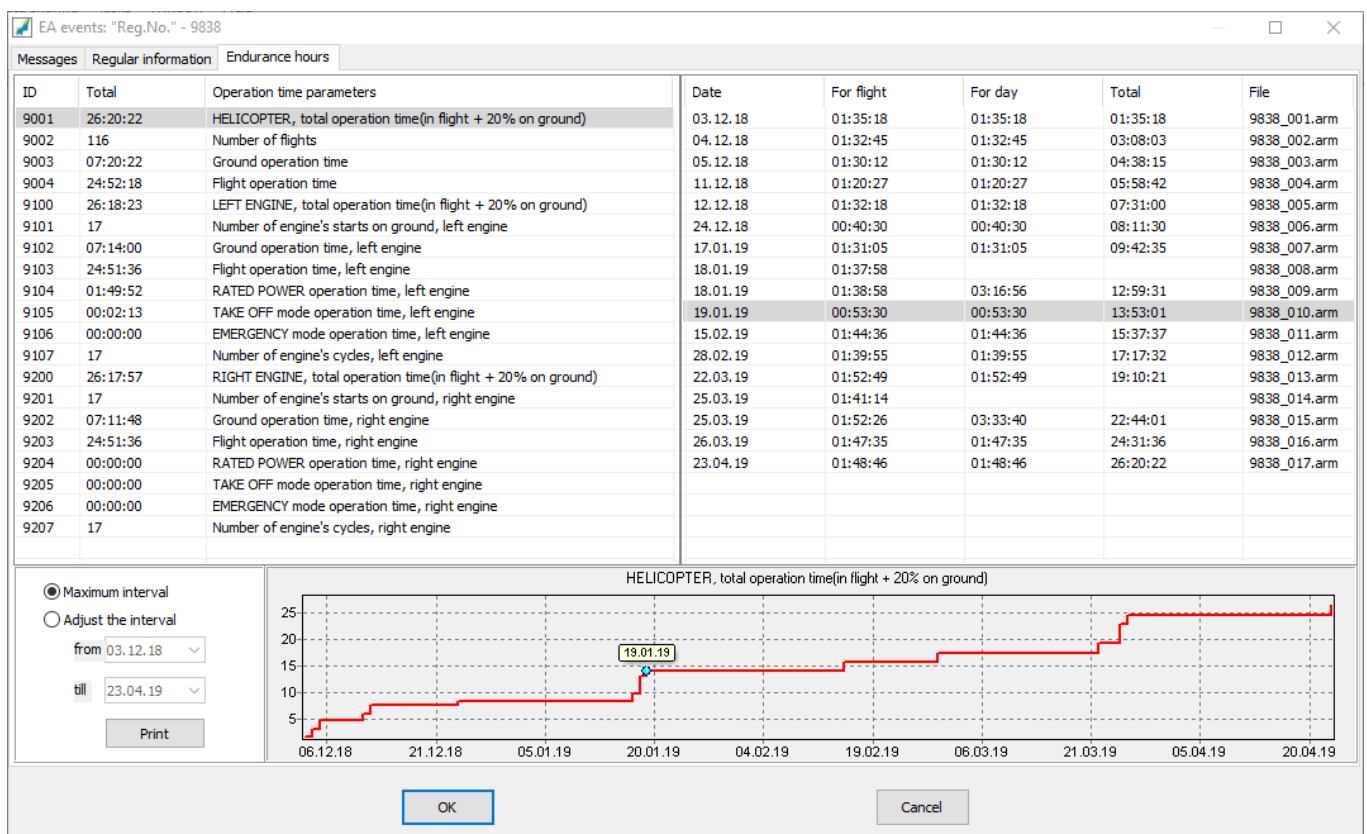 EA events: "Reg.No." - 9838
Messages Regular information Endurance hours
ID Total Operation time parameters
9001 26:20:22 HELICOPTER, total operation time(in flight + 20% on ground)
9002 116 Number of flights
9003 07:20:22 Ground operation time
9004 24:52:18 Flight operation time
9100 26:18:23 LEFT ENGINE, total operation time(in flight + 20% on ground)
9101 17 Number of engine's starts on ground, left engine
9102 07:14:00 Ground operation time, left engine
9103 24:51:36 Flight operation time, left engine
9104 01:49:52 RATED POWER operation time, left engine
9105 00:02:13 TAKE OFF mode operation time, left engine
9106 00:00:00 EMERGENCY mode operation time, left engine
9107 17 Number of engine's cycles, left engine
9200 26:17:57 RIGHT ENGINE, total operation time(in flight + 20% on ground)
9201 17 Number of engine's starts on ground, right engine
9202 07:11:48 Ground operation time, right engine
9203 24:51:36 Flight operation time, right engine
9204 00:00:00 RATED POWER operation time, right engine
9205 00:00:00 TAKE OFF mode operation time, right engine
9206 00:00:00 EMERGENCY mode operation time, right engine
9207 17 Number of engine's cycles, right engine
Date For flight For day Total File
03.12.18 01:35:18 01:35:18 01:35:18 9838_001.arm
04.12.18 01:32:45 01:32:45 03:08:03 9838_002.arm
05.12.18 01:30:12 01:30:12 04:38:15 9838_003.arm
11.12.18 01:20:27 01:20:27 05:58:42 9838_004.arm
12.12.18 01:32:18 01:32:18 07:31:00 9838_005.arm
24.12.18 00:40:30 00:40:30 08:11:30 9838_006.arm
17.01.19 01:31:05 01:31:05 09:42:35 9838_007.arm
18.01.19 01:37:58 9838_008.arm
18.01.19 01:38:58 03:16:56 12:59:31 9838_009.arm
19.01.19 00:53:30 00:53:30 13:53:01 9838_010.arm
15.02.19 01:44:36 01:44:36 15:37:37 9838_011.arm
28.02.19 01:39:55 01:39:55 17:17:32 9838_012.arm
22.03.19 01:52:49 01:52:49 19:10:21 9838_013.arm
25.03.19 01:41:14 9838_014.arm
25.03.19 01:52:26 03:33:40 22:44:01 9838_015.arm
26.03.19 01:47:35 01:47:35 24:31:36 9838_016.arm
23.04.19 01:48:46 01:48:46 26:20:22 9838_017.arm
Maximum interval
Adjust the interval
from 03.12.18
till 23.04.19
Print
HELICOPTER, total operation time(in flight + 20% on ground)
25
20
19.01.19
15
10
5
06.12.18 21.12.18 05.01.19 20.01.19 04.02.19 19.02.19 06.03.19 21.03.19 05.04.19 20.04.19
OK Cancel